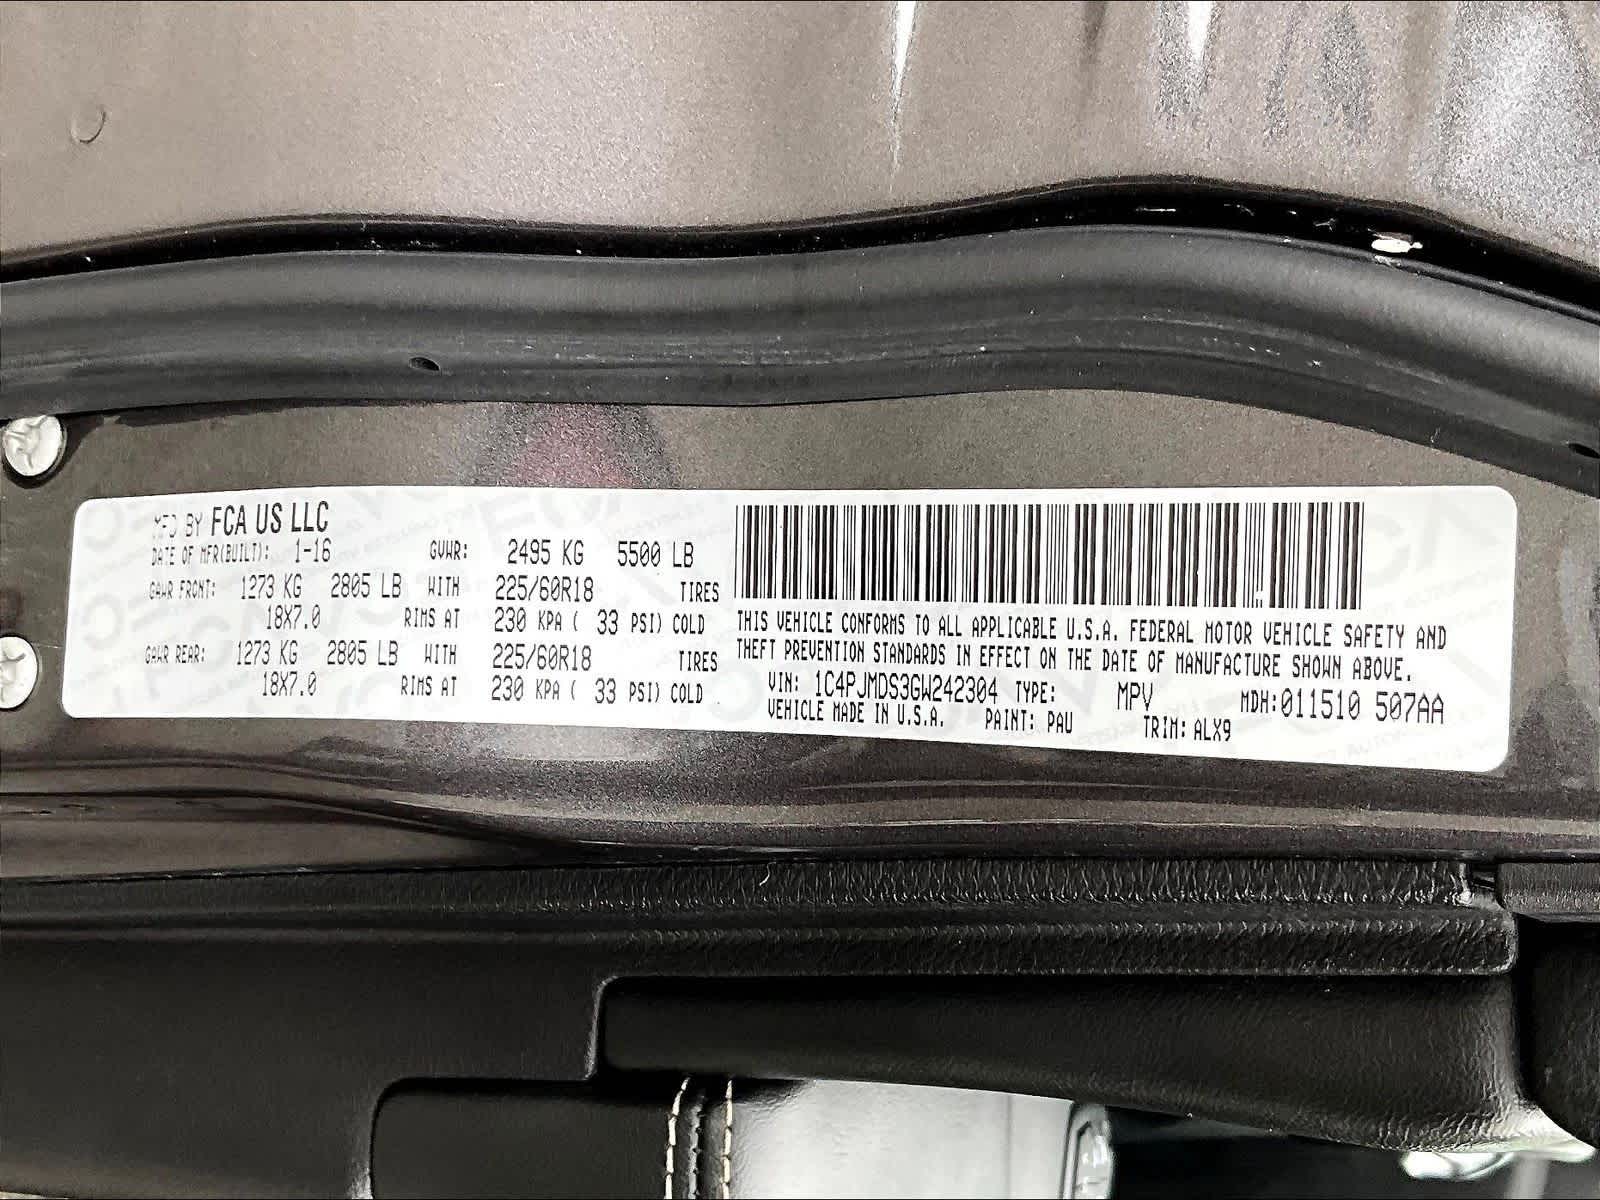 MFD BY FCA US LLC
DATE OF MFR(BUILT): 1-16 GVWR: 2495 KG 5500 LB
GAWR FRONT: 1273 KG 2805 LB WITH 225/60R18 TIRES
18X7.0 RIMS AT 230 KPA ( 33 PSI) COLD
GAWR REAR: 1273 KG 2805 LB WITH 225/60R18 TIRES
18X7.0 RIMS AT 230 KPA ( 33 PSI) COLD
THIS VEHICLE CONFORMS TO ALL APPLICABLE U.S.A. FEDERAL MOTOR VEHICLE SAFETY AND
THEFT PREVENTION STANDARDS IN EFFECT ON THE DATE OF MANUFACTURE SHOWN ABOVE.
VIN: 1C4PJMDS3GW242304 TYPE: MPV MDH:011510 507AA
VEHICLE MADE IN U.S.A. PAINT: PAU TRIM: ALX9